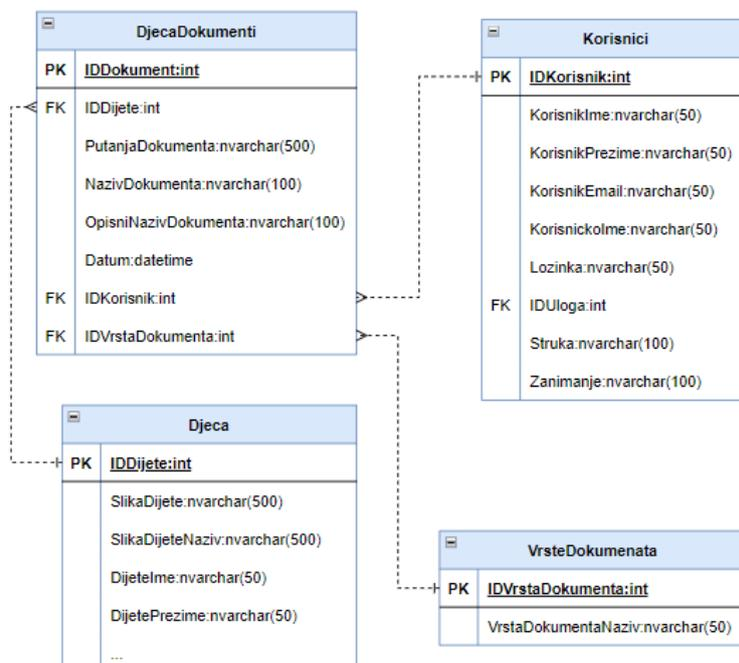 DjecaDokumenti
PK IDDokument:int
FK IDDijete:int
PutanjaDokumenta:nvarchar(500)
NazivDokumenta:nvarchar(100)
OpisniNazivDokumenta:nvarchar(100)
Datum:datetime
FK IDKorisnik:int
FK IDVrstaDokumenta:int
Korisnici
PK IDKorisnik:int
KorisnikIme:nvarchar(50)
KorisnikPrezime:nvarchar(50)
KorisnikEmail:nvarchar(50)
KorisnickoIme:nvarchar(50)
Lozinka:nvarchar(50)
FK IDUloga:int
Struka:nvarchar(100)
Zanimanje:nvarchar(100)
Djeca
PK IDDijete:int
SlikaDijete:nvarchar(500)
SlikaDijeteNaziv:nvarchar(500)
DijeteIme:nvarchar(50)
DijetePrezime:nvarchar(50)
...
VrsteDokumenata
PK IDVrstaDokumenta:int
VrstaDokumentaNaziv:nvarchar(50)